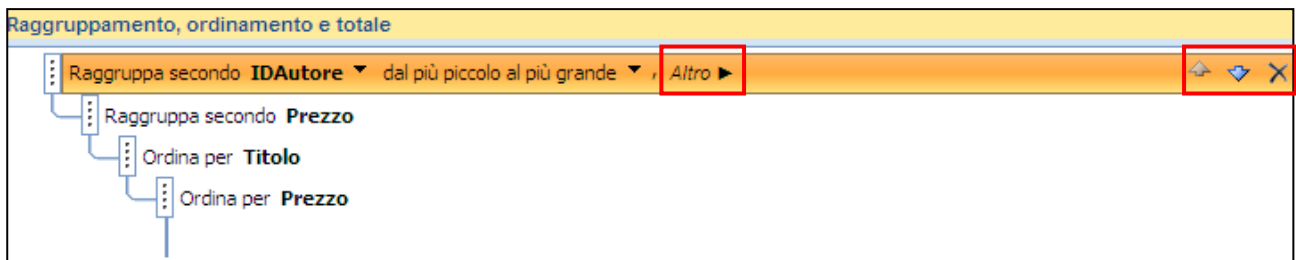 Raggruppamento, ordinamento e totale
Raggruppa secondo IDAutore dal più piccolo al più grande , Altro
Raggruppa secondo Prezzo
Ordina per Titolo
Ordina per Prezzo